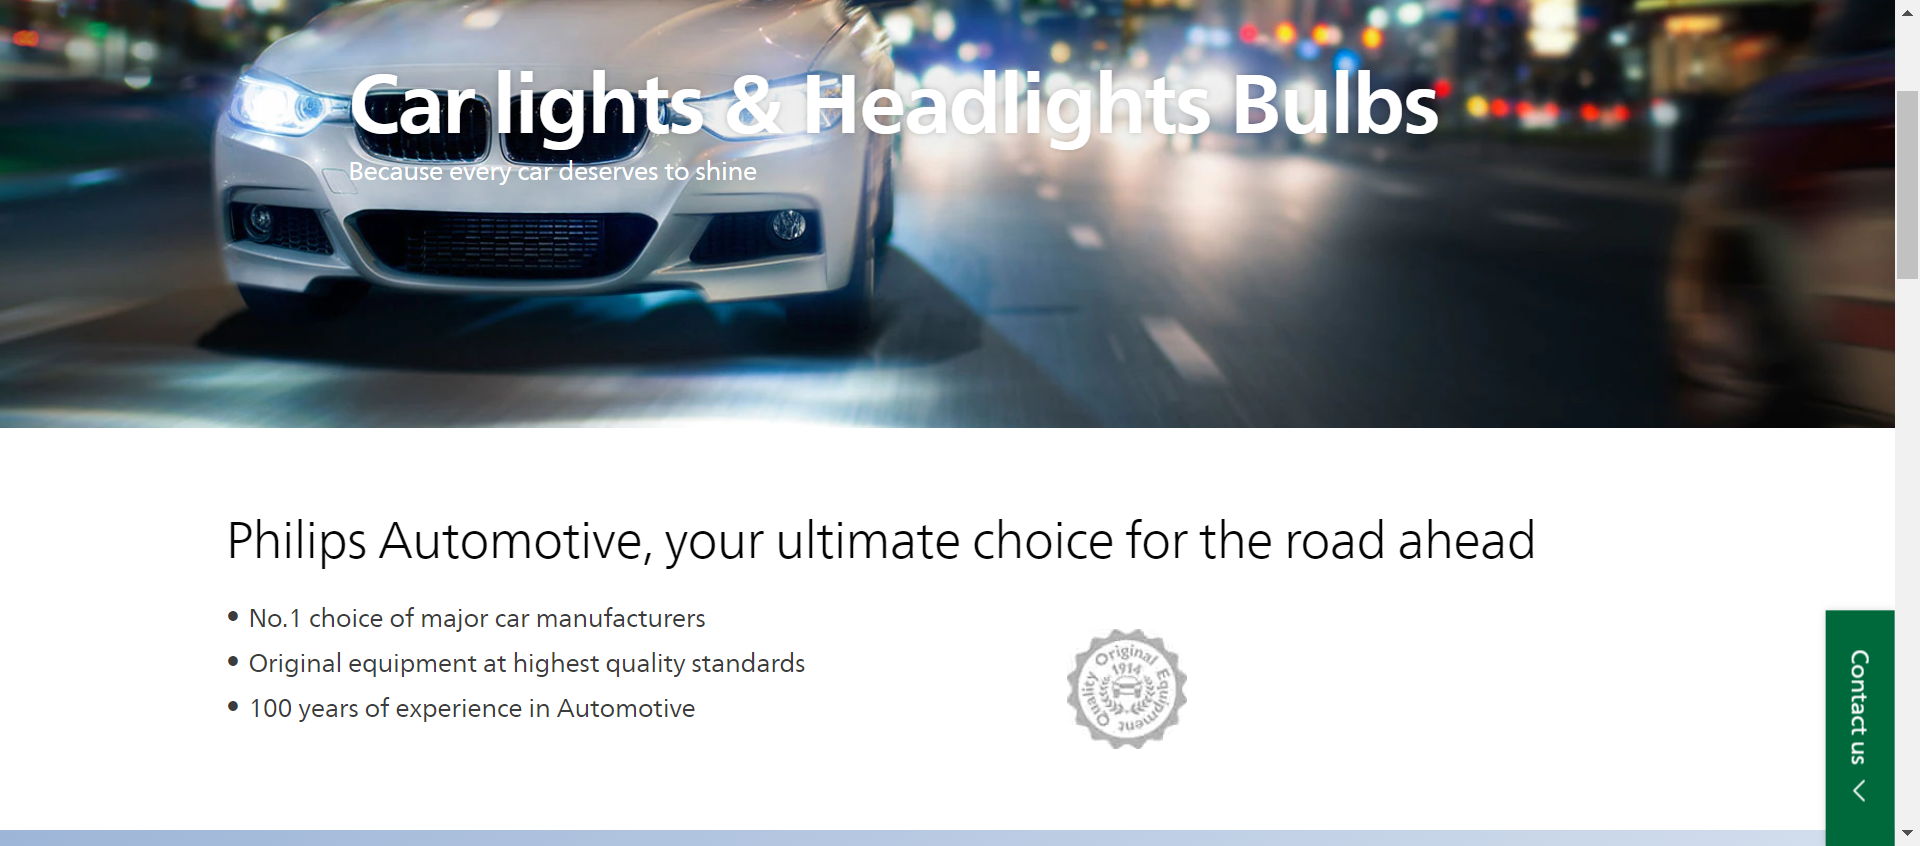 Car lights & Headlights Bulbs
Because every car deserves to shine
Philips Automotive, your ultimate choice for the road ahead
• No.1 choice of major car manufacturers
• Original equipment at highest quality standards
• 100 years of experience in Automotive
Quality Original Equipment
1914
Contact us